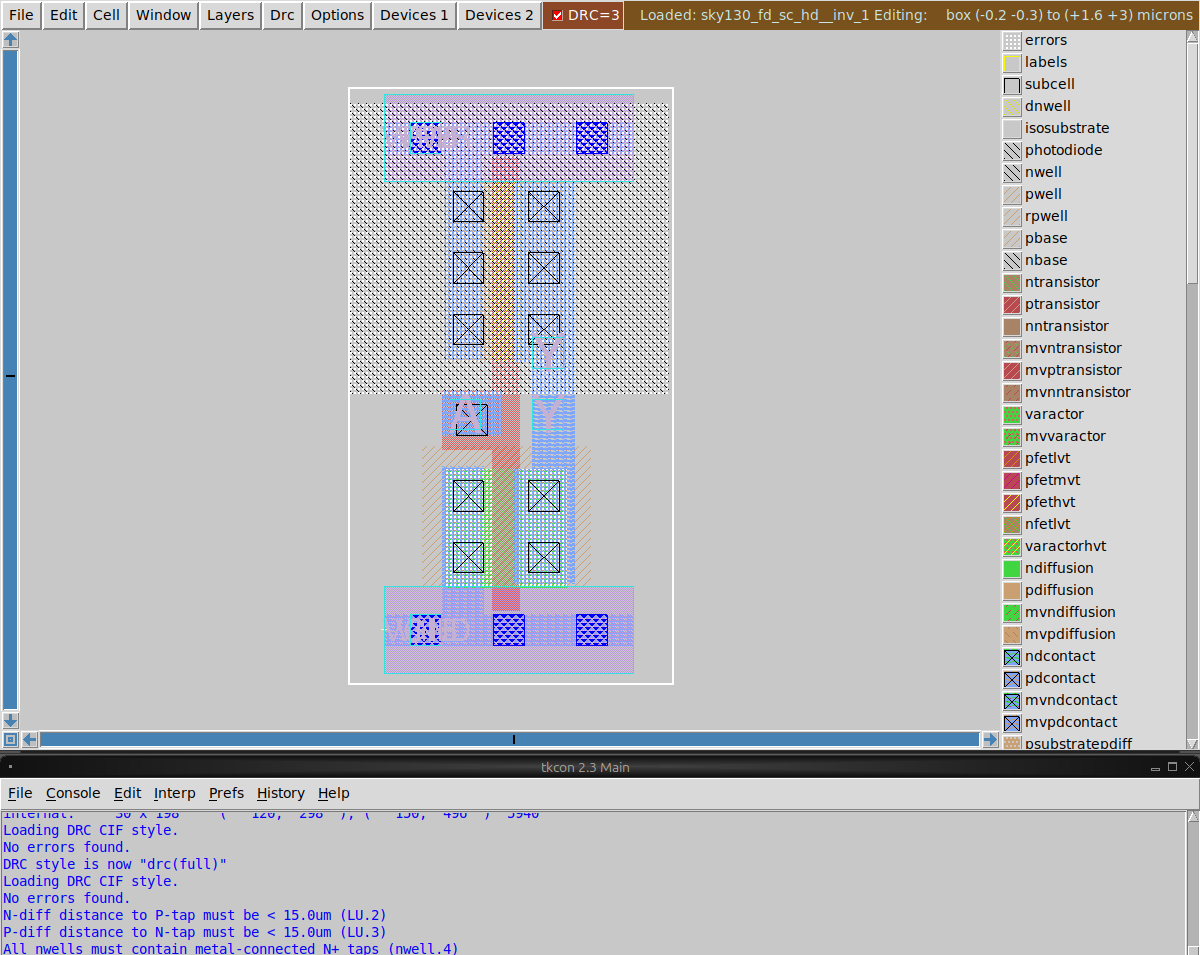 File Edit Cell Window Layers Drc Options Devices 1 Devices 2 DRC=3 Loaded: sky130_fd_sc_hd__inv_1 Editing: box (-0.2 -0.3) to (+1.6 +3) microns
errors
labels
subcell
dnwell
isosubstrate
photodiode
nwell
pwell
rpwell
pbase
nbase
ntransistor
ptransistor
nntransistor
mvntransistor
mvptransistor
mvnntransistor
varactor
mvvaractor
pfetlvt
pfetmvt
pfethvt
nfetlvt
varactorhvt
ndiffusion
pdiffusion
mvndiffusion
mvpdiffusion
ndcontact
pdcontact
mvndcontact
mvpdcontact
psubstratepdiff
Y
A Y
tkcon 2.3 Main
File Console Edit Interp Prefs History Help
Loading DRC CIF style.
No errors found.
DRC style is now "drc(full)"
Loading DRC CIF style.
No errors found.
N-diff distance to P-tap must be < 15.0um (LU.2)
P-diff distance to N-tap must be < 15.0um (LU.3)
All nwells must contain metal-connected N+ taps (nwell.4)